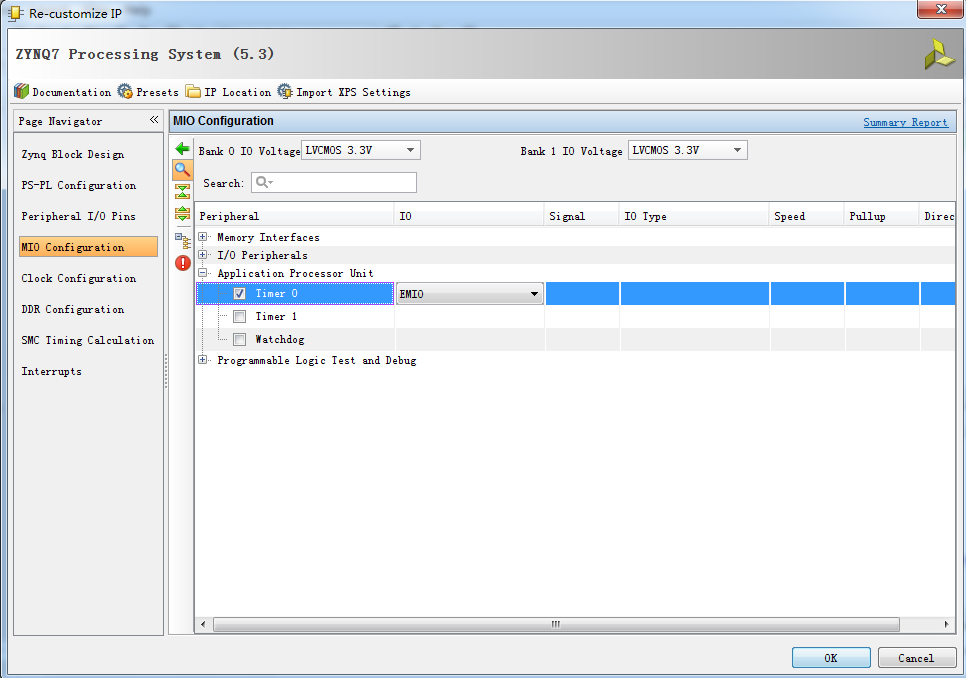 Re-customize IP
ZYNQ7 Processing System (5.3)
Documentation Presets IP Location Import XPS Settings
Page Navigator
Zynq Block Design
PS-PL Configuration
Peripheral I/O Pins
MIO Configuration
Clock Configuration
DDR Configuration
SMC Timing Calculation
Interrupts
MIO Configuration Summary Report
Bank 0 IO Voltage LVCMOS 3.3V Bank 1 IO Voltage LVCMOS 3.3V
Search:
Peripheral IO Signal IO Type Speed Pullup Direc
Memory Interfaces
I/O Peripherals
Application Processor Unit
Timer 0 EMIO
Timer 1
Watchdog
Programmable Logic Test and Debug
OK Cancel